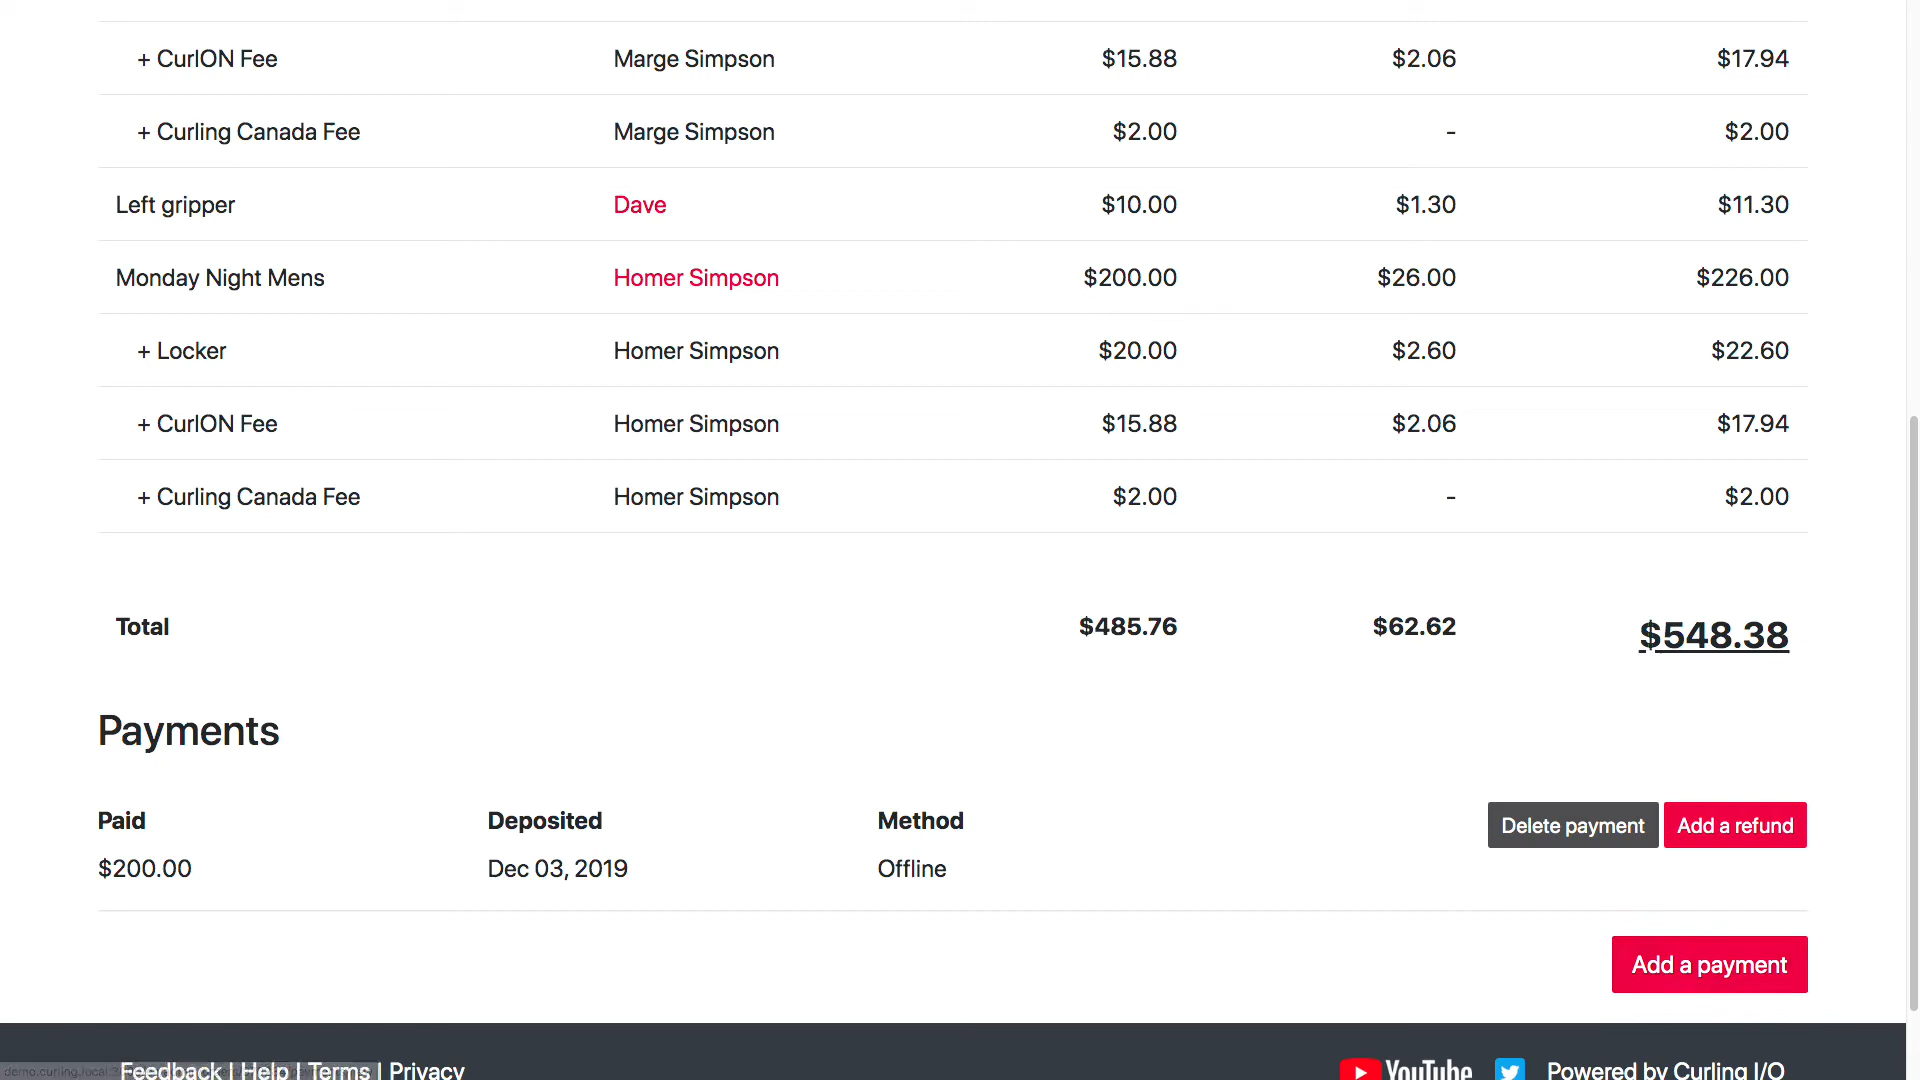 + CurlON Fee Marge Simpson $15.88 $2.06 $17.94
+ Curling Canada Fee Marge Simpson $2.00 - $2.00
Left gripper Dave $10.00 $1.30 $11.30
Monday Night Mens Homer Simpson $200.00 $26.00 $226.00
+ Locker Homer Simpson $20.00 $2.60 $22.60
+ CurlON Fee Homer Simpson $15.88 $2.06 $17.94
+ Curling Canada Fee Homer Simpson $2.00 - $2.00
Total $485.76 $62.62 $548.38
Payments
Paid Deposited Method Delete payment Add a refund
$200.00 Dec 03, 2019 Offline
Add a payment
Feedback | Help | Terms | Privacy YouTube Powered by Curling I/O